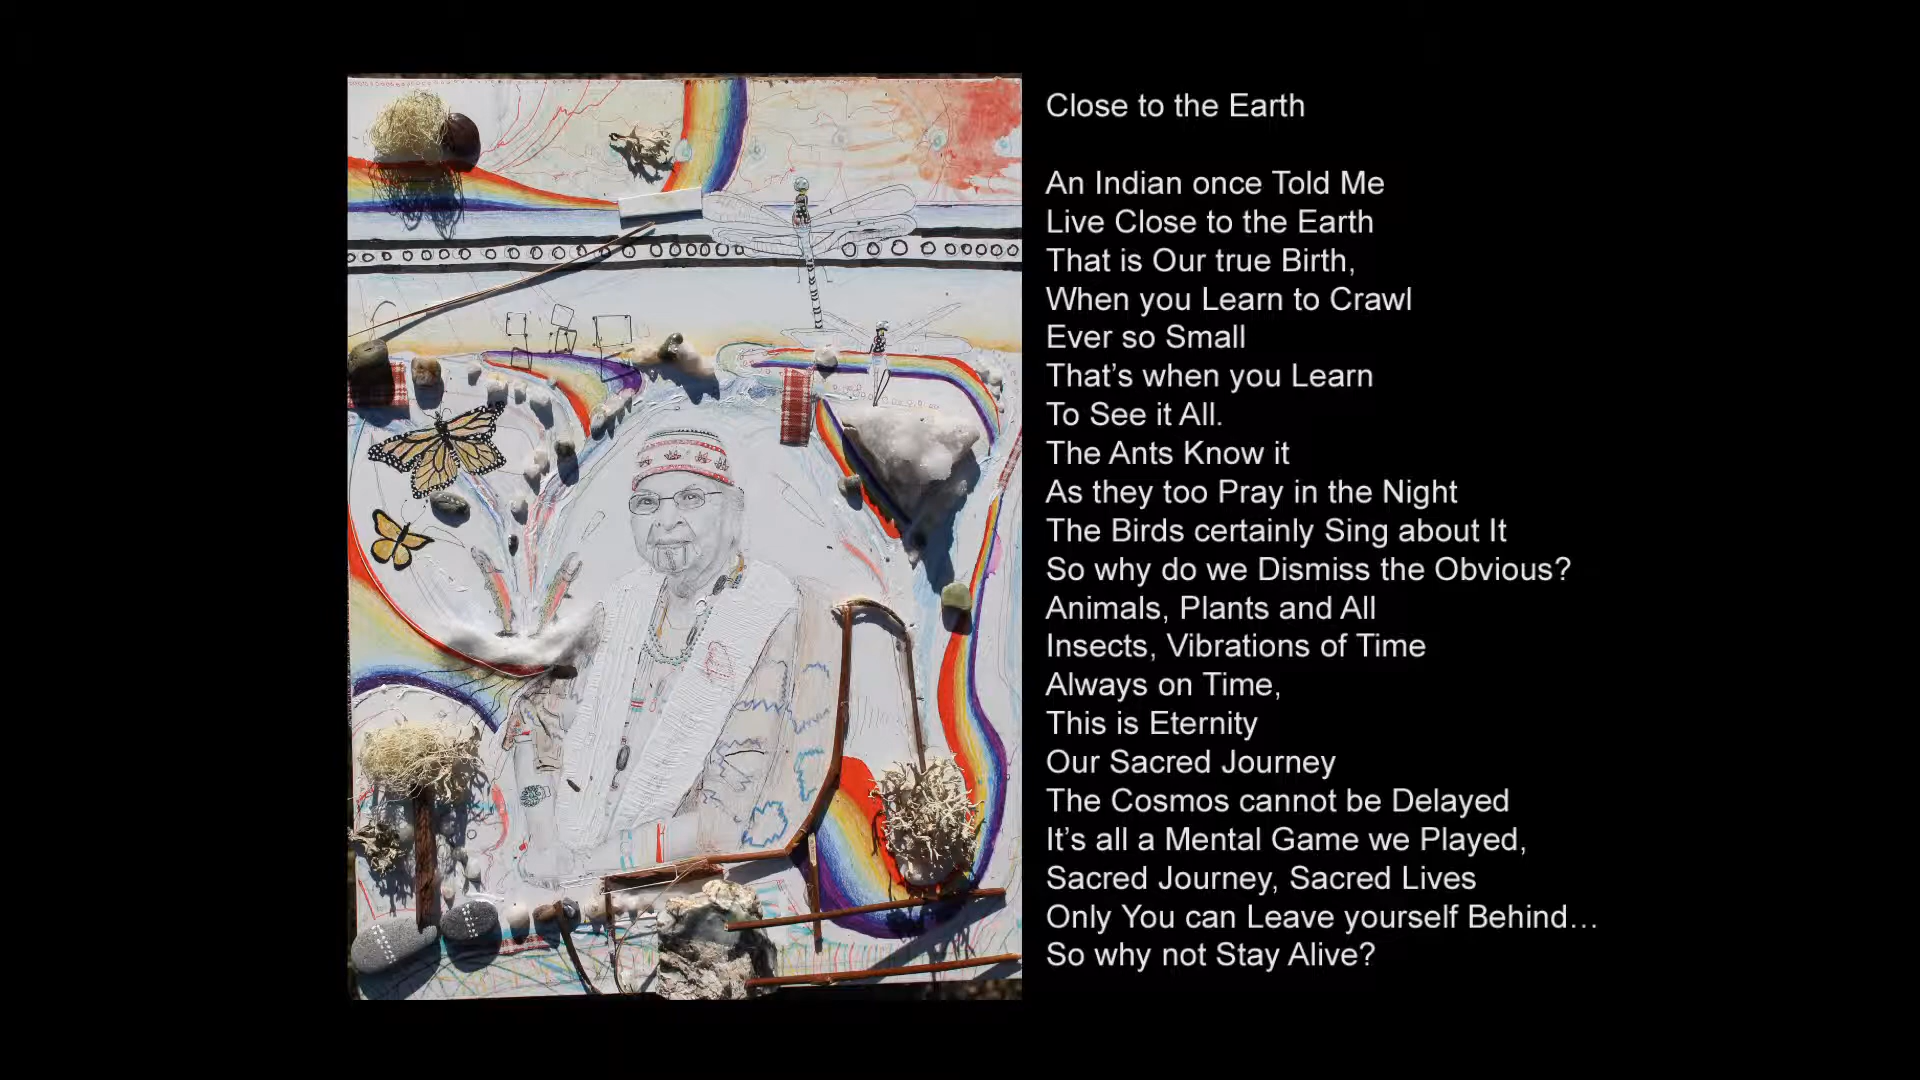 Close to the Earth
An Indian once Told Me
Live Close to the Earth
That is Our true Birth,
When you Learn to Crawl
Ever so Small
That’s when you Learn
To See it All.
The Ants Know it
As they too Pray in the Night
The Birds certainly Sing about It
So why do we Dismiss the Obvious?
Animals, Plants and All
Insects, Vibrations of Time
Always on Time,
This is Eternity
Our Sacred Journey
The Cosmos cannot be Delayed
It’s all a Mental Game we Played,
Sacred Journey, Sacred Lives
Only You can Leave yourself Behind…
So why not Stay Alive?